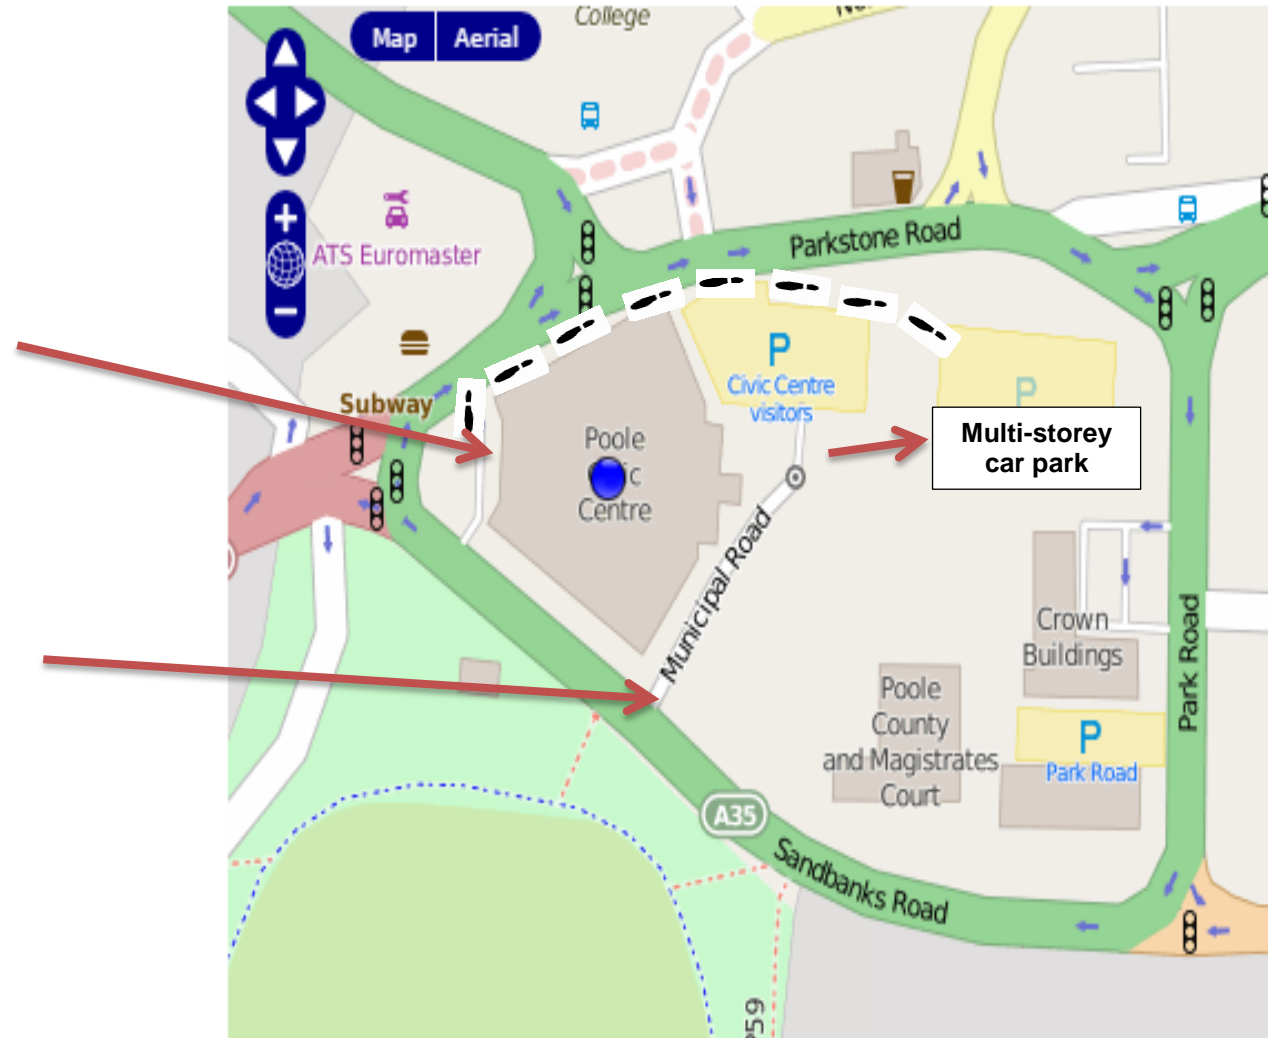 College
Map
Aerial
No
ATS Euromaster
Parkstone Road
Subway
P
Civic Centre
visitors
P
Multi-storey
car park
Poole
Centre
Municipal Road
Crown
Buildings
Park Road
Poole
County
and Magistrates
Court
P
Park Road
A35
Sandbanks Road